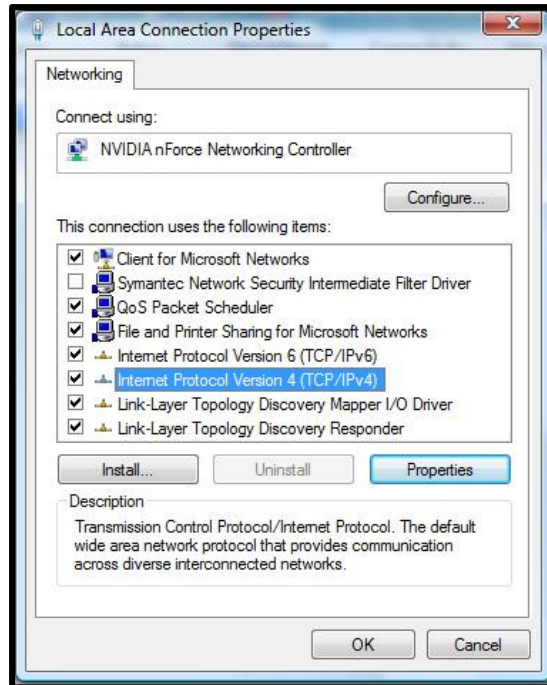 Local Area Connection Properties
Networking
Connect using:
NVIDIA nForce Networking Controller
Configure...
This connection uses the following items:
Client for Microsoft Networks
Symantec Network Security Intermediate Filter Driver
QoS Packet Scheduler
File and Printer Sharing for Microsoft Networks
Internet Protocol Version 6 (TCP/IPv6)
Internet Protocol Version 4 (TCP/IPv4)
Link-Layer Topology Discovery Mapper I/O Driver
Link-Layer Topology Discovery Responder
Install... Uninstall Properties
Description
Transmission Control Protocol/Internet Protocol. The default
wide area network protocol that provides communication
across diverse interconnected networks.
OK Cancel